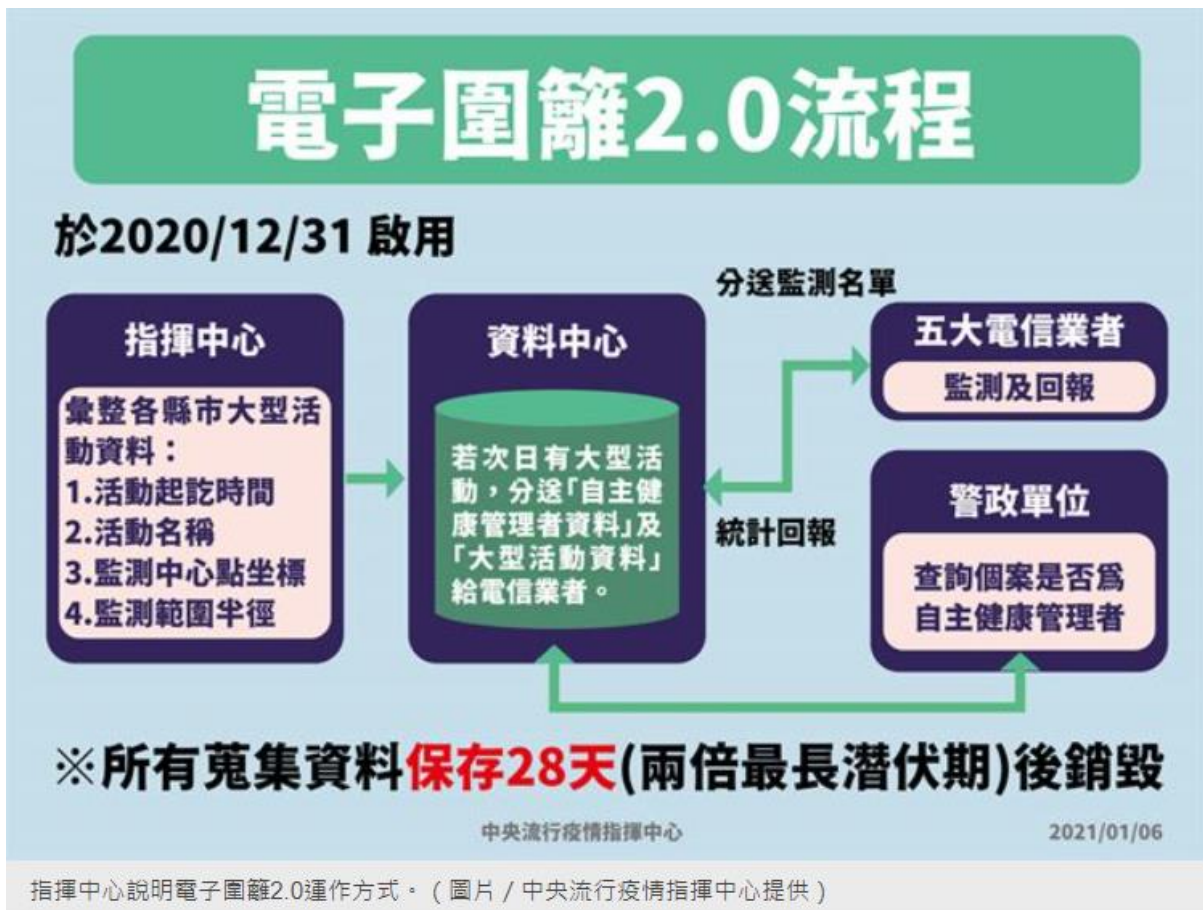 電子圍籬2.0流程
於2020/12/31 啟用
指揮中心
彙整各縣市大型活
動資料：
1.活動起訖時間
2.活動名稱
3.監測中心點坐標
4.監測範圍半徑
資料中心
若次日有大型活
動，分送「自主健
康管理者資料」及
「大型活動資料」
給電信業者。
分送監測名單
統計回報
五大電信業者
監測及回報
警政單位
查詢個案是否為
自主健康管理者
※所有蒐集資料保存28天(兩倍最長潛伏期)後銷毀
中央流行疫情指揮中心
2021/01/06
指揮中心說明電子圍籬2.0運作方式。（圖片／中央流行疫情指揮中心提供）